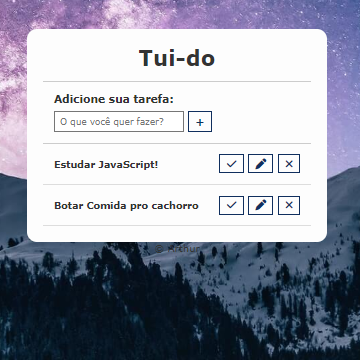 Tui-do
Adicione sua tarefa:
O que você quer fazer?
Estudar JavaScript!
Botar Comida pro cachorro